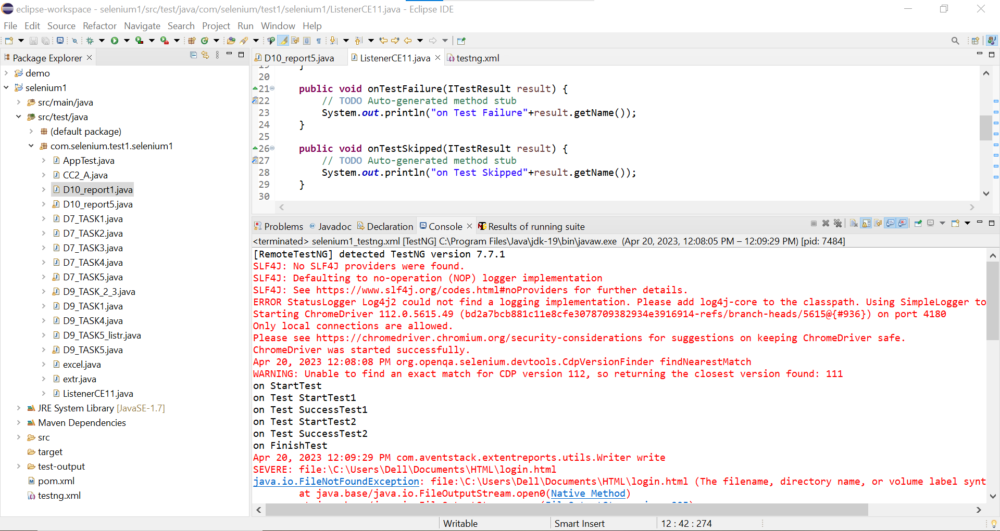 eclipse-workspace - selenium1/src/test/java/com/selenium/test1/selenium1/ListenerCE11.java - Eclipse IDE
File Edit Source Refactor Navigate Search Project Run Window Help
Package Explorer
demo
selenium1
src/main/java
src/test/java
(default package)
com.selenium.test1.selenium1
AppTest.java
CC2_A.java
D10_report1.java
D10_report5.java
D7_TASK1.java
D7_TASK2.java
D7_TASK3.java
D7_TASK4.java
D7_TASK5.java
D9_TASK_2_3.java
D9_TASK1.java
D9_TASK4.java
D9_TASK5_listr.java
D9_TASK5.java
excel.java
extr.java
ListenerCE11.java
JRE System Library [JavaSE-1.7]
Maven Dependencies
src
target
test-output
pom.xml
testng.xml
D10_report5.java ListenerCE11.java testng.xml
19 }
20
21 public void onTestFailure(ITestResult result) {
22 // TODO Auto-generated method stub
23 System.out.println("on Test Failure"+result.getName());
24 }
25
26 public void onTestSkipped(ITestResult result) {
27 // TODO Auto-generated method stub
28 System.out.println("on Test Skipped"+result.getName());
29 }
30
Problems Javadoc Declaration Console Results of running suite
<terminated> selenium1_testng.xml [TestNG] C:\Program Files\Java\jdk-19\bin\javaw.exe (Apr 20, 2023, 12:08:05 PM – 12:09:29 PM) [pid: 7484]
[RemoteTestNG] detected TestNG version 7.7.1
SLF4J: No SLF4J providers were found.
SLF4J: Defaulting to no-operation (NOP) logger implementation
SLF4J: See https://www.slf4j.org/codes.html#noProviders for further details.
ERROR StatusLogger Log4j2 could not find a logging implementation. Please add log4j-core to the classpath. Using SimpleLogger to
Starting ChromeDriver 112.0.5615.49 (bd2a7bcb881c11e8cfe3078709382934e3916914-refs/branch-heads/5615@{#936}) on port 4180
Only local connections are allowed.
Please see https://chromedriver.chromium.org/security-considerations for suggestions on keeping ChromeDriver safe.
ChromeDriver was started successfully.
Apr 20, 2023 12:08:08 PM org.openqa.selenium.devtools.CdpVersionFinder findNearestMatch
WARNING: Unable to find an exact match for CDP version 112, so returning the closest version found: 111
on StartTest
on Test StartTest1
on Test SuccessTest1
on Test StartTest2
on Test SuccessTest2
on FinishTest
Apr 20, 2023 12:09:29 PM com.aventstack.extentreports.utils.Writer write
SEVERE: file:\C:\Users\Dell\Documents\HTML\login.html
java.io.FileNotFoundException: file:\C:\Users\Dell\Documents\HTML\login.html (The filename, directory name, or volume label synt
at java.base/java.io.FileOutputStream.open0(Native Method)
Writable Smart Insert 12 : 42 : 274